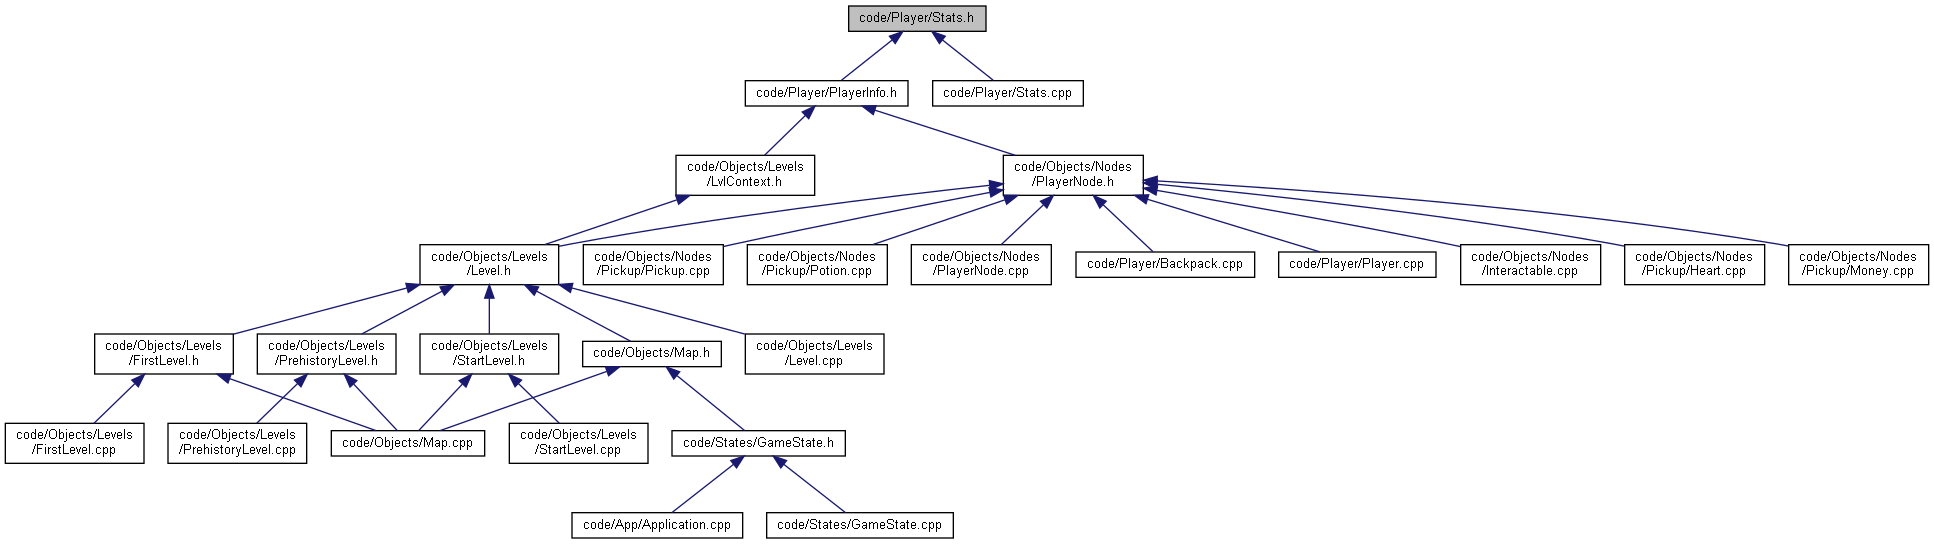 code/Player/Stats.h
code/Player/PlayerInfo.h
code/Player/Stats.cpp
code/Objects/Levels
/LvlContext.h
code/Objects/Nodes
/PlayerNode.h
code/Objects/Levels
/Level.h
code/Objects/Nodes
/Pickup/Pickup.cpp
code/Objects/Nodes
/Pickup/Potion.cpp
code/Objects/Nodes
/PlayerNode.cpp
code/Player/Backpack.cpp
code/Player/Player.cpp
code/Objects/Nodes
/Interactable.cpp
code/Objects/Nodes
/Pickup/Heart.cpp
code/Objects/Nodes
/Pickup/Money.cpp
code/Objects/Levels
/FirstLevel.h
code/Objects/Levels
/PrehistoryLevel.h
code/Objects/Levels
/StartLevel.h
code/Objects/Map.h
code/Objects/Levels
/Level.cpp
code/Objects/Levels
/FirstLevel.cpp
code/Objects/Levels
/PrehistoryLevel.cpp
code/Objects/Map.cpp
code/Objects/Levels
/StartLevel.cpp
code/States/GameState.h
code/App/Application.cpp
code/States/GameState.cpp